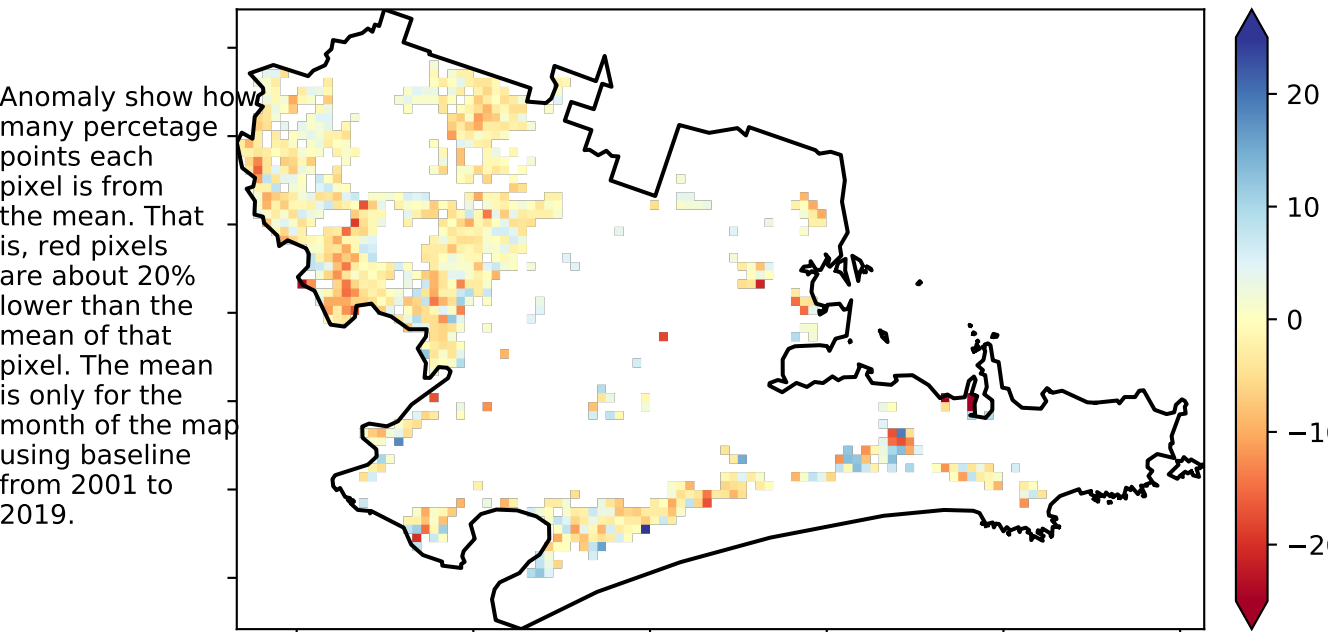 Anomaly show how
many percetage
points each
pixel is from
the mean. That
is, red pixels
are about 20%
lower than the
mean of that
pixel. The mean
is only for the
month of the map
using baseline
from 2001 to
2019.
20
10
0
−10
−20